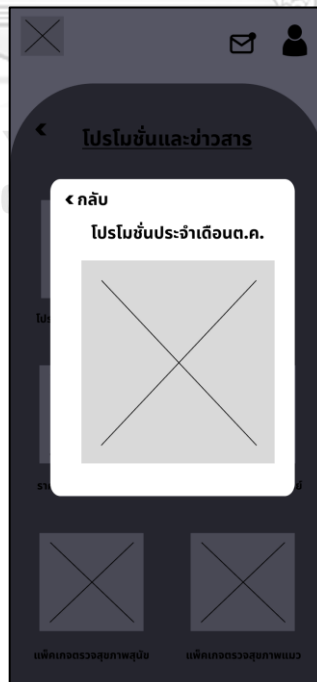 โปรโมชั่นและข่าวสาร
กลับ
โปรโมชั่นประจำเดือนต.ค.
แพ็คเกจตรวจสุขภาพสุนัข
แพ็คเกจตรวจสุขภาพแมว